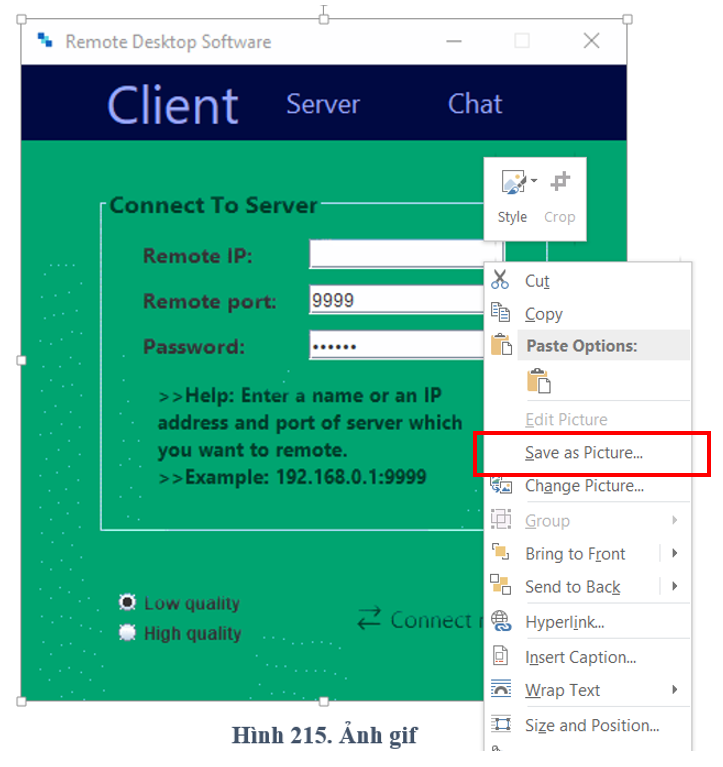 Remote Desktop Software
Client Server Chat
Connect To Server
Remote IP:
Remote port: 9999
Password: ••••••
>>Help: Enter a name or an IP
address and port of server which
you want to remote.
>>Example: 192.168.0.1:9999
Low quality
High quality
Connect
Style Crop
Cut
Copy
Paste Options:
Edit Picture
Save as Picture...
Change Picture...
Group
Bring to Front
Send to Back
Hyperlink...
Insert Caption...
Wrap Text
Size and Position...
Hình 215. Ảnh gif